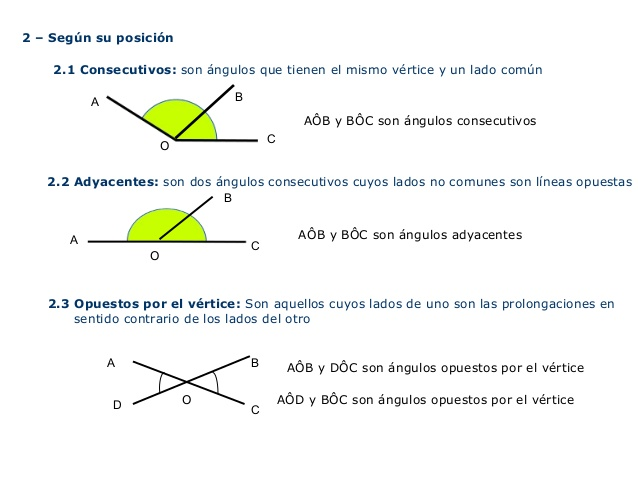 2 – Según su posición
2.1 Consecutivos: son ángulos que tienen el mismo vértice y un lado común
A
B
O
C
AÔB y BÔC son ángulos consecutivos
2.2 Adyacentes: son dos ángulos consecutivos cuyos lados no comunes son líneas opuestas
B
A
O
C
AÔB y BÔC son ángulos adyacentes
2.3 Opuestos por el vértice: Son aquellos cuyos lados de uno son las prolongaciones en
sentido contrario de los lados del otro
A
B
D
O
C
AÔB y DÔC son ángulos opuestos por el vértice
AÔD y BÔC son ángulos opuestos por el vértice